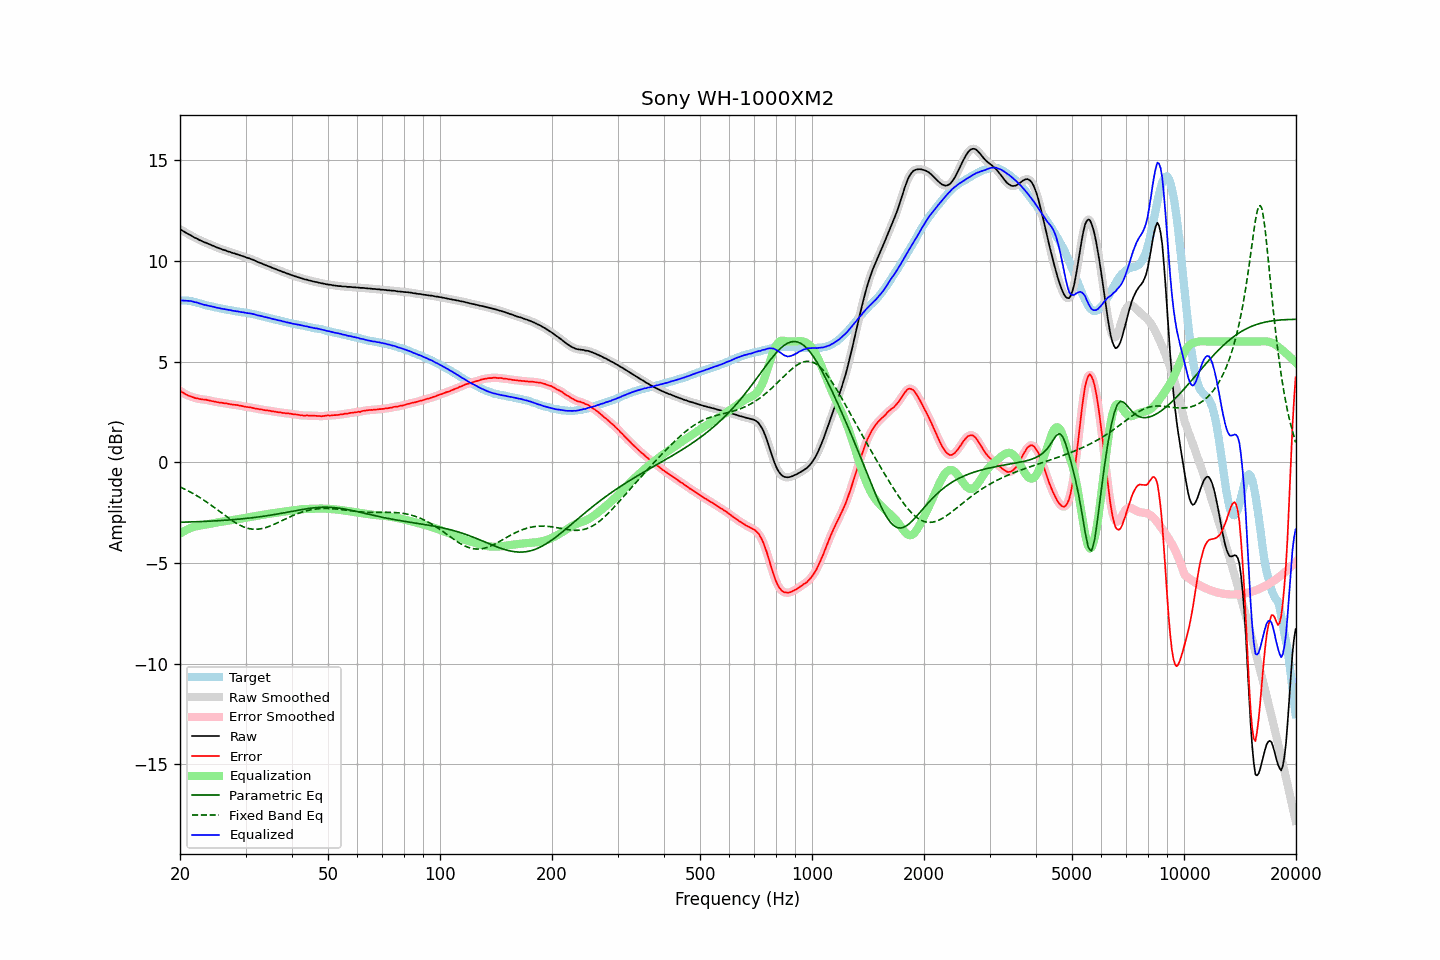 Sony WH-1000XM2
Amplitude (dBr)
15
10
5
0
−5
−10
−15
Target
Raw Smoothed
Error Smoothed
Raw
Error
Equalization
Parametric Eq
Fixed Band Eq
Equalized
20 50 100 200 500 1000 2000 5000 10000 20000
Frequency (Hz)